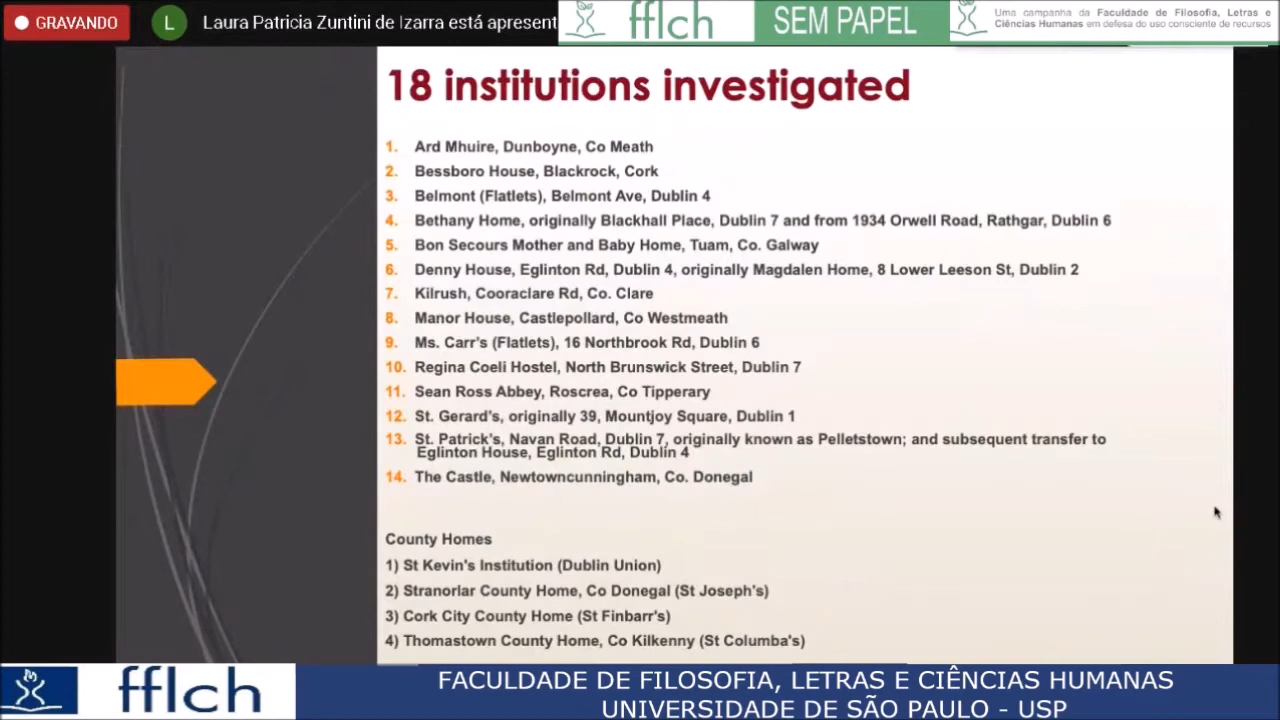 GRAVANDO
L
Laura Patricia Zuntini de Izarra está apresent
fflch
SEM PAPEL
Uma campanha da Faculdade de Filosofia, Letras e
Ciências Humanas em defesa do uso consciente de recursos
18 institutions investigated
1. Ard Mhuire, Dunboyne, Co Meath
2. Bessboro House, Blackrock, Cork
3. Belmont (Flatlets), Belmont Ave, Dublin 4
4. Bethany Home, originally Blackhall Place, Dublin 7 and from 1934 Orwell Road, Rathgar, Dublin 6
5. Bon Secours Mother and Baby Home, Tuam, Co. Galway
6. Denny House, Eglinton Rd, Dublin 4, originally Magdalen Home, 8 Lower Leeson St, Dublin 2
7. Kilrush, Cooraclare Rd, Co. Clare
8. Manor House, Castlepollard, Co Westmeath
9. Ms. Carr's (Flatlets), 16 Northbrook Rd, Dublin 6
10. Regina Coeli Hostel, North Brunswick Street, Dublin 7
11. Sean Ross Abbey, Roscrea, Co Tipperary
12. St. Gerard's, originally 39, Mountjoy Square, Dublin 1
13. St. Patrick's, Navan Road, Dublin 7, originally known as Pelletstown; and subsequent transfer to
Eglinton House, Eglinton Rd, Dublin 4
14. The Castle, Newtowncunningham, Co. Donegal
County Homes
1) St Kevin's Institution (Dublin Union)
2) Stranorlar County Home, Co Donegal (St Joseph's)
3) Cork City County Home (St Finbarr's)
4) Thomastown County Home, Co Kilkenny (St Columba's)
fflch
FACULDADE DE FILOSOFIA, LETRAS E CIÊNCIAS HUMANAS
UNIVERSIDADE DE SÃO PAULO - USP